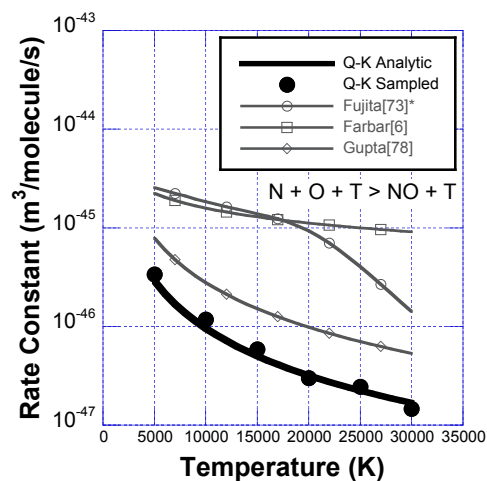 10^-43
Q-K Analytic
Q-K Sampled
Fujita[73]*
Farbar[6]
Gupta[78]
10^-44
N + O + T > NO + T
10^-45
10^-46
10^-47
Rate Constant (m³/molecule/s)
0 5000 10000 15000 20000 25000 30000 35000
Temperature (K)